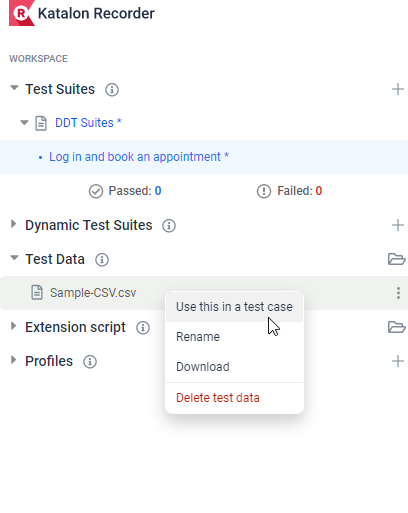 Katalon Recorder
WORKSPACE
Test Suites
DDT Suites *
• Log in and book an appointment *
Passed: 0 Failed: 0
Dynamic Test Suites
Test Data
Sample-CSV.csv
Use this in a test case
Rename
Download
Delete test data
Extension script
Profiles